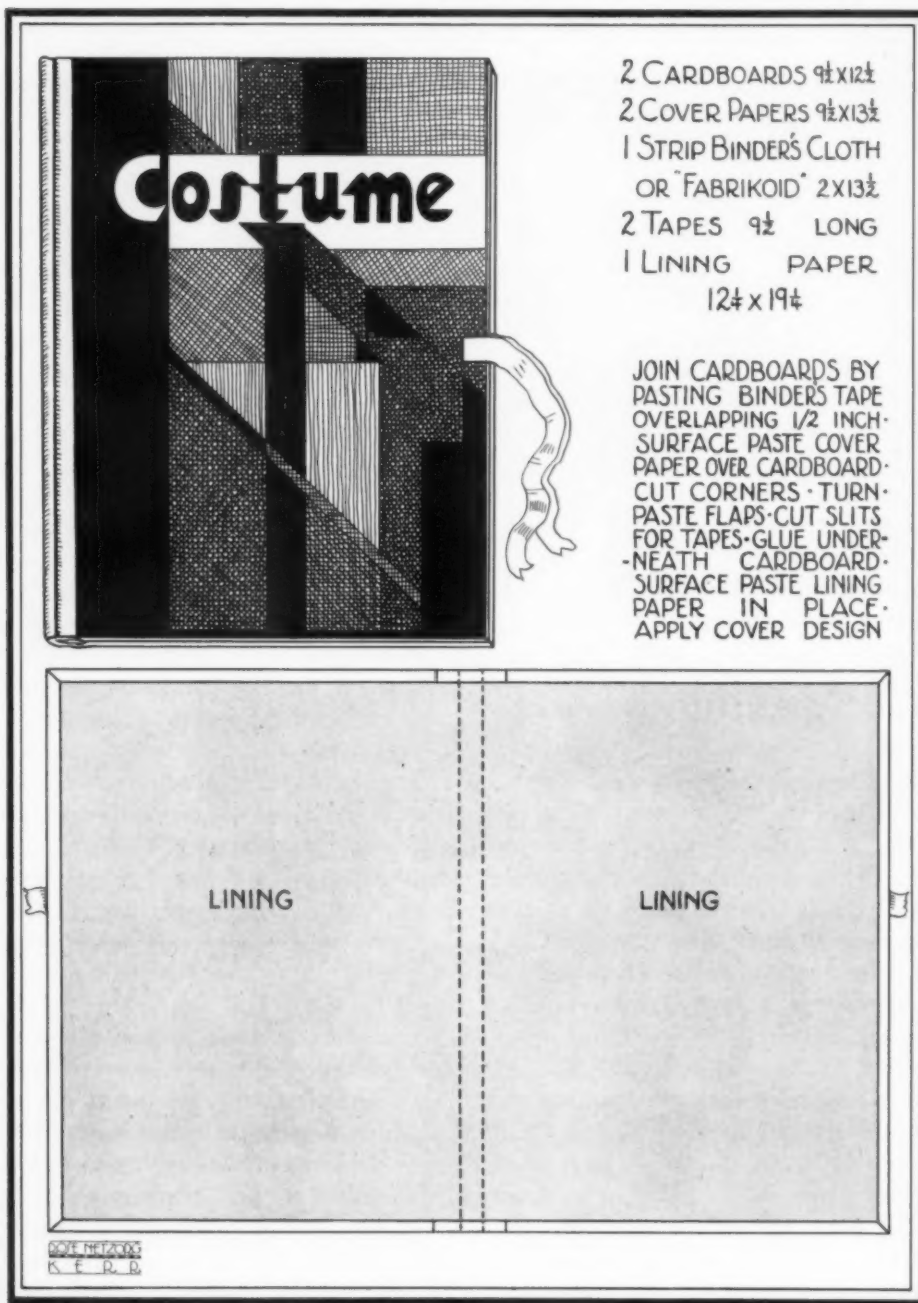 Costume
2 CARDBOARDS 9½X12½
2 COVER PAPERS 9½X13½
1 STRIP BINDER'S CLOTH
OR "FABRIKOID" 2X13½
2 TAPES 9½ LONG
1 LINING PAPER
12¼ X 19¼
JOIN CARDBOARDS BY
PASTING BINDER'S TAPE
OVERLAPPING 1/2 INCH·
SURFACE PASTE COVER
PAPER OVER CARDBOARD·
CUT CORNERS · TURN·
PASTE FLAPS·CUT SLITS
FOR TAPES·GLUE UNDER-
-NEATH CARDBOARD·
SURFACE PASTE LINING
PAPER IN PLACE·
APPLY COVER DESIGN
LINING LINING
ROSE NETZORG
KERR